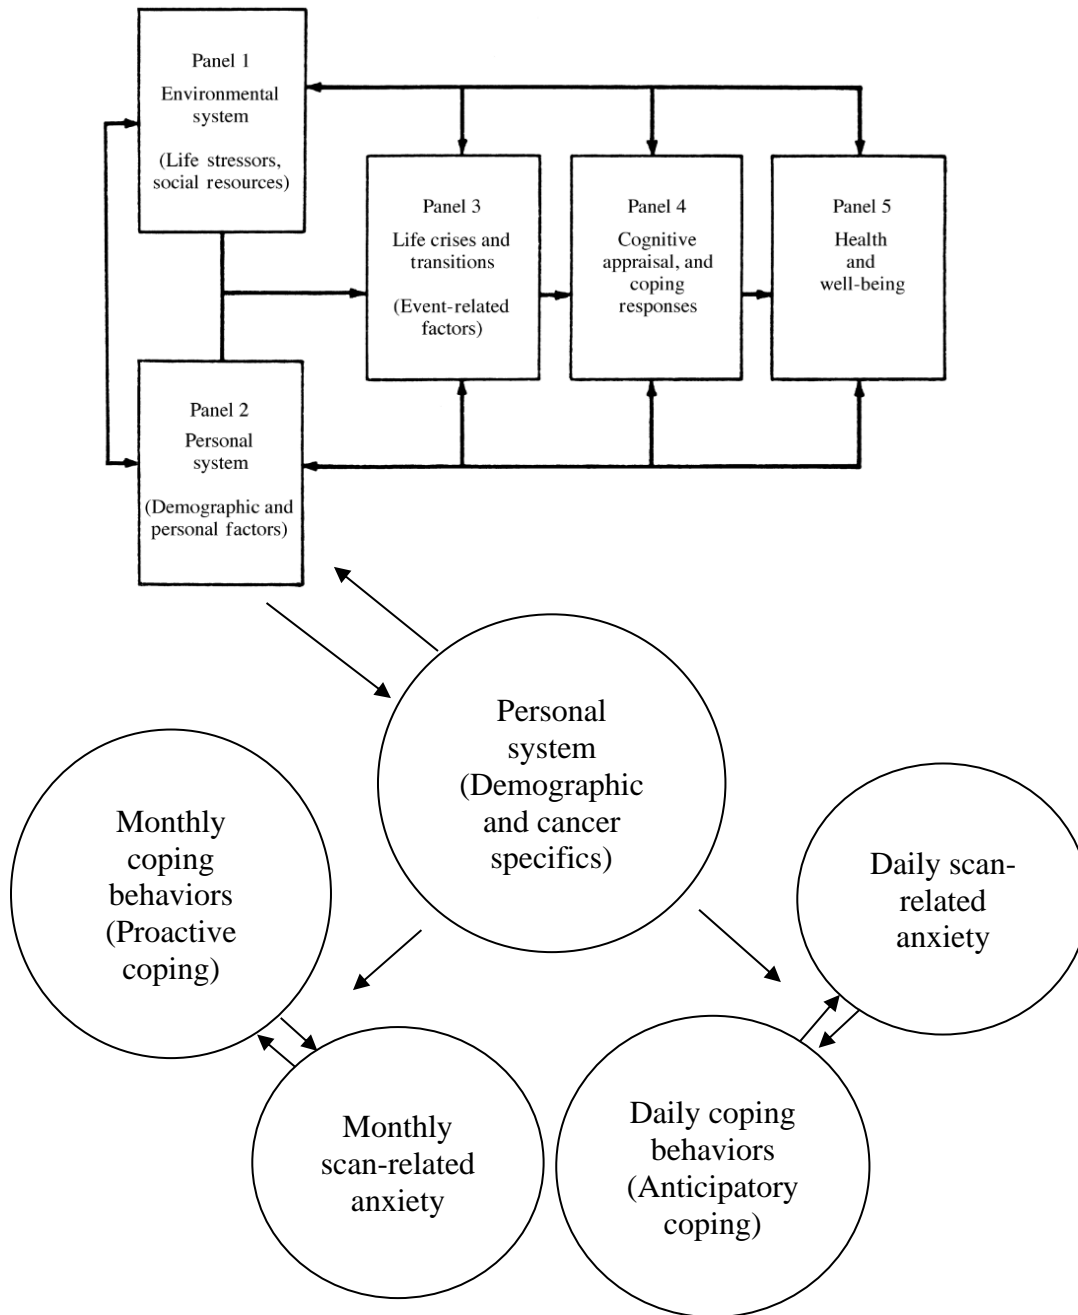 Panel 1
Environmental
system
(Life stressors,
social resources)
Panel 2
Personal
system
(Demographic and
personal factors)
Panel 3
Life crises and
transitions
(Event-related
factors)
Panel 4
Cognitive
appraisal, and
coping
responses
Panel 5
Health
and
well-being
Personal
system
(Demographic
and cancer
specifics)
Monthly
coping
behaviors
(Proactive
coping)
Monthly
scan-related
anxiety
Daily coping
behaviors
(Anticipatory
coping)
Daily scan-
related
anxiety